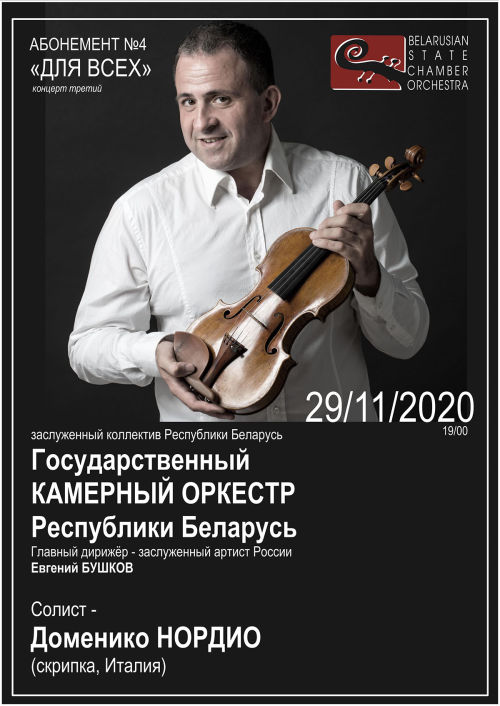 АБОНЕМЕНТ №4
«ДЛЯ ВСЕХ»
концерт третий
BELARUSIAN
STATE
CHAMBER
ORCHESTRA
29/11/2020
19/00
заслуженный коллектив Республики Беларусь
Государственный
КАМЕРНЫЙ ОРКЕСТР
Республики Беларусь
Главный дирижёр - заслуженный артист России
Евгений БУШКОВ
Солист -
Доменико НОРДИО
(скрипка, Италия)